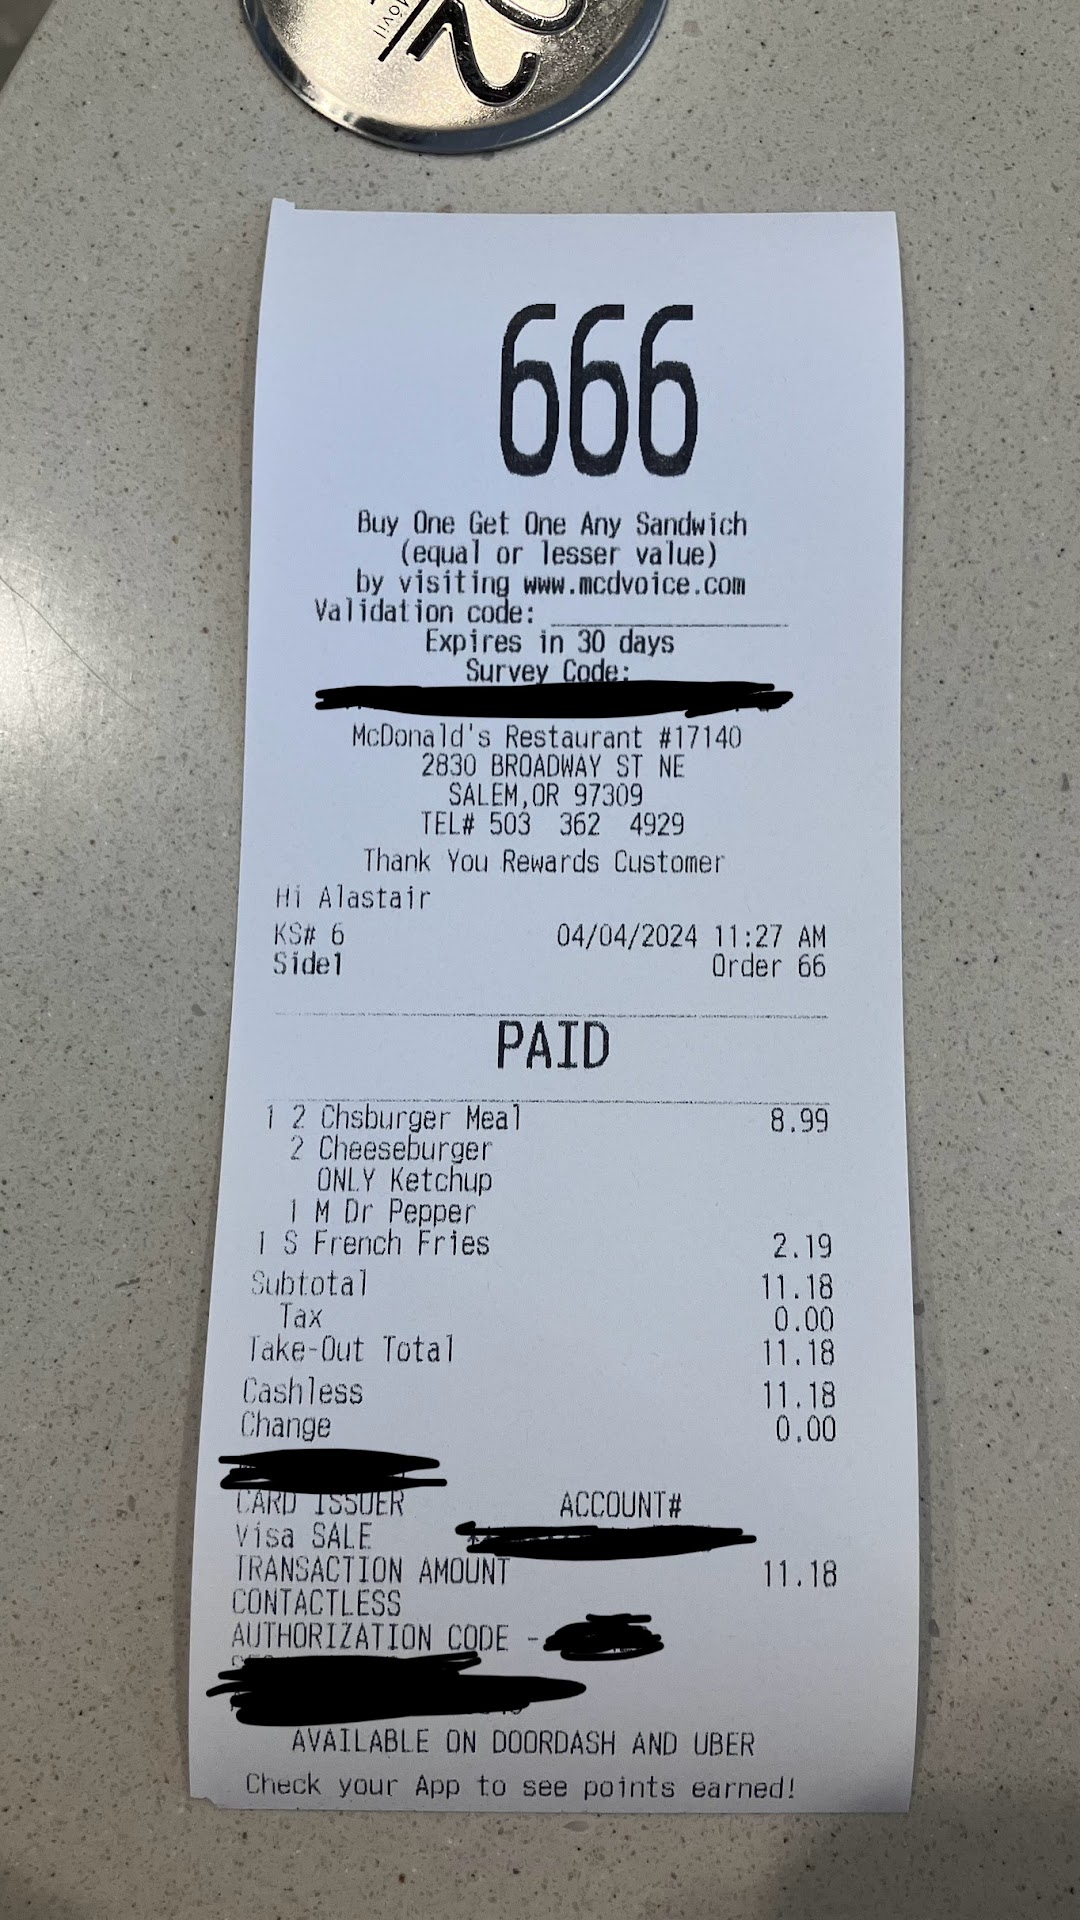 Móvil
666
Buy One Get One Any Sandwich
(equal or lesser value)
by visiting www.mcdvoice.com
Validation code: ________________
Expires in 30 days
Survey Code:
McDonald's Restaurant #17140
2830 BROADWAY ST NE
SALEM,OR 97309
TEL# 503 362 4929
Thank You Rewards Customer
Hi Alastair
KS# 6 04/04/2024 11:27 AM
Side1 Order 66
PAID
1 2 Chsburger Meal 8.99
2 Cheeseburger
ONLY Ketchup
1 M Dr Pepper
1 S French Fries 2.19
Subtotal 11.18
Tax 0.00
Take-Out Total 11.18
Cashless 11.18
Change 0.00
CARD ISSUER ACCOUNT#
Visa SALE
TRANSACTION AMOUNT 11.18
CONTACTLESS
AUTHORIZATION CODE -
AVAILABLE ON DOORDASH AND UBER
Check your App to see points earned!